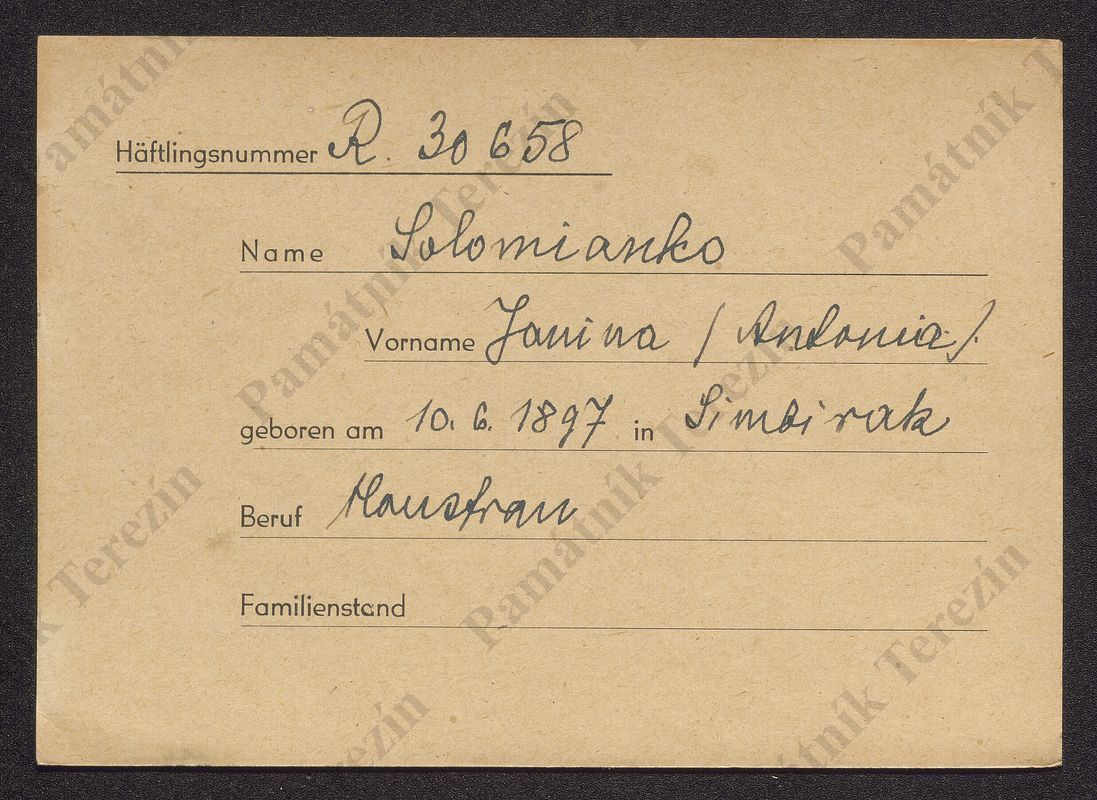 Häftlingsnummer R. 30658
Name Solomianko
Vorname Janina / Antonia /.
geboren am 10. 6. 1897 in Simbirsk
Beruf Hausfrau
Familienstand
Památník Terezín